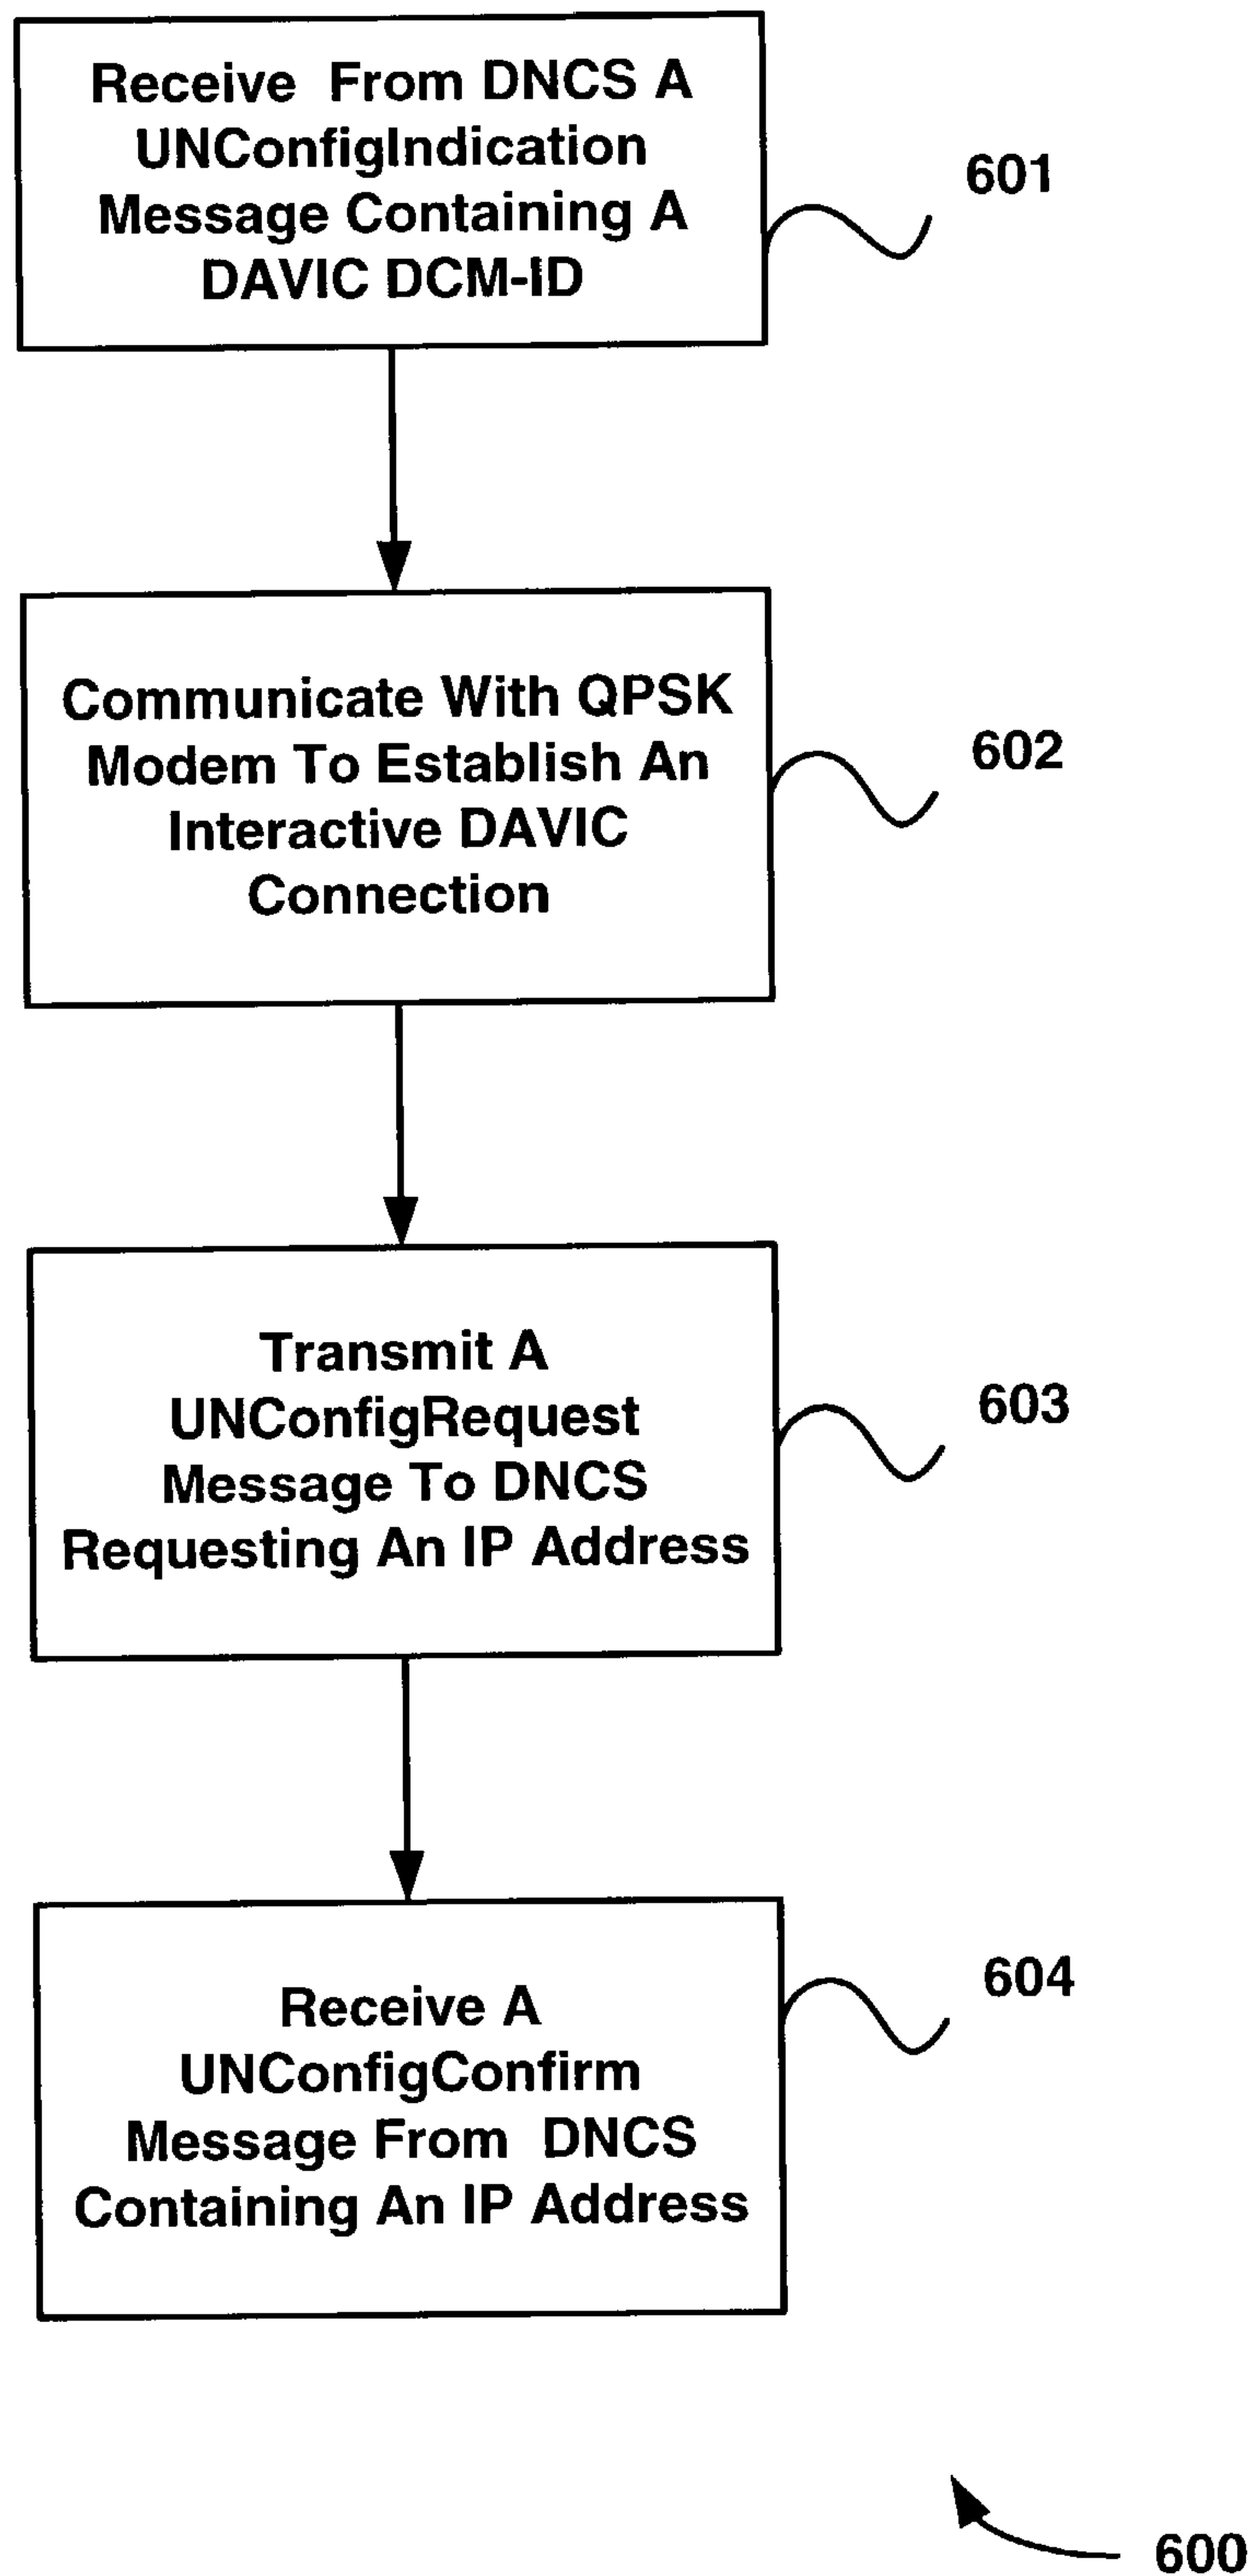 Receive From DNCS A
UNConfigIndication
Message Containing A
DAVIC DCM-ID
601
Communicate With QPSK
Modem To Establish An
Interactive DAVIC
Connection
602
Transmit A
UNConfigRequest
Message To DNCS
Requesting An IP Address
603
Receive A
UNConfigConfirm
Message From DNCS
Containing An IP Address
604
600